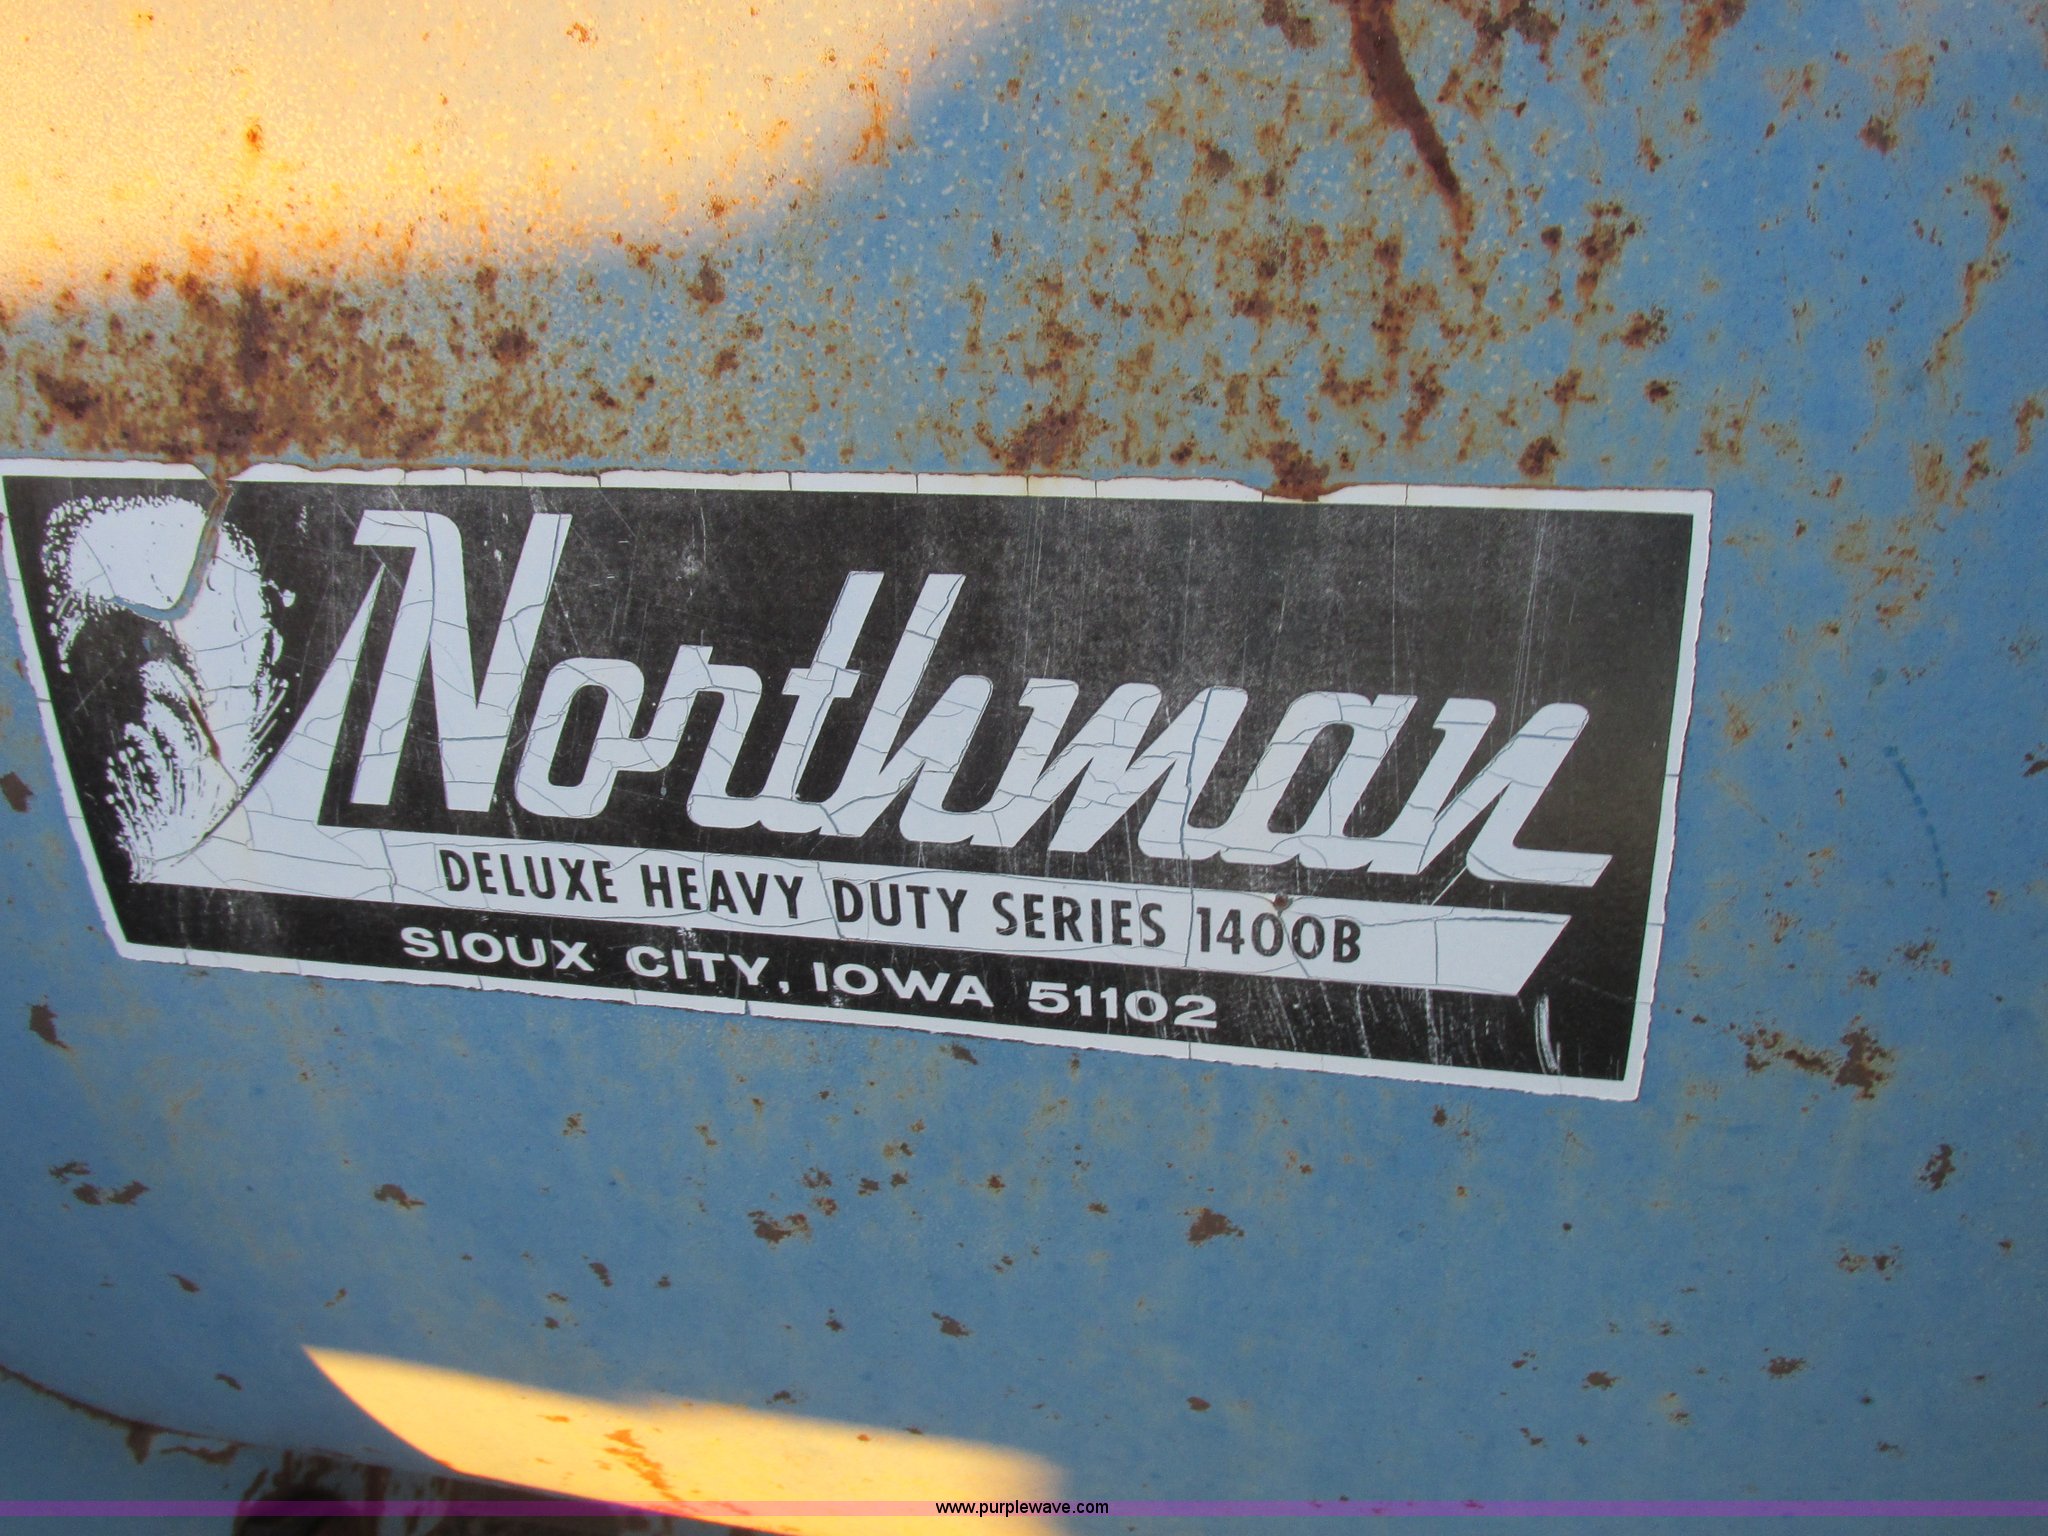 Northman
DELUXE HEAVY DUTY SERIES 1400B
SIOUX CITY, IOWA 51102
www.purplewave.com